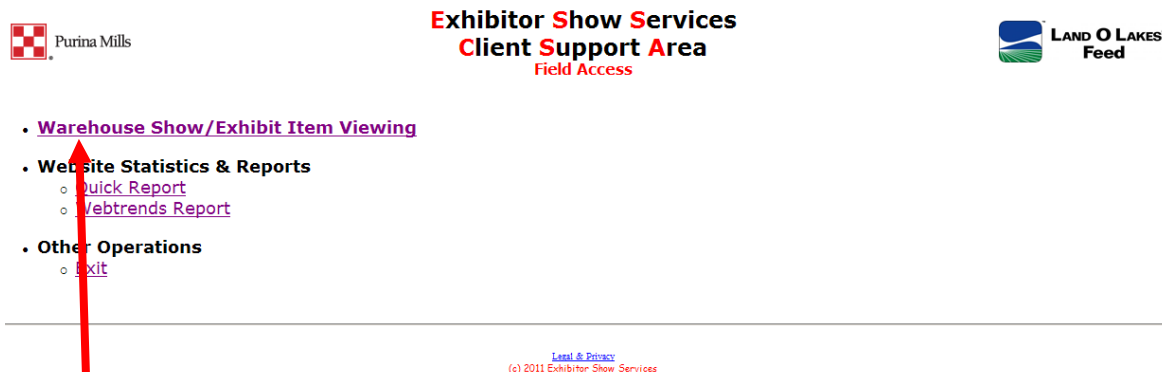 Purina Mills
Exhibitor Show Services
Client Support Area
Field Access
LAND O LAKES
Feed
Warehouse Show/Exhibit Item Viewing
Website Statistics & Reports
Quick Report
Webtrends Report
Other Operations
Exit
Legal & Privacy
(c) 2011 Exhibitor Show Services